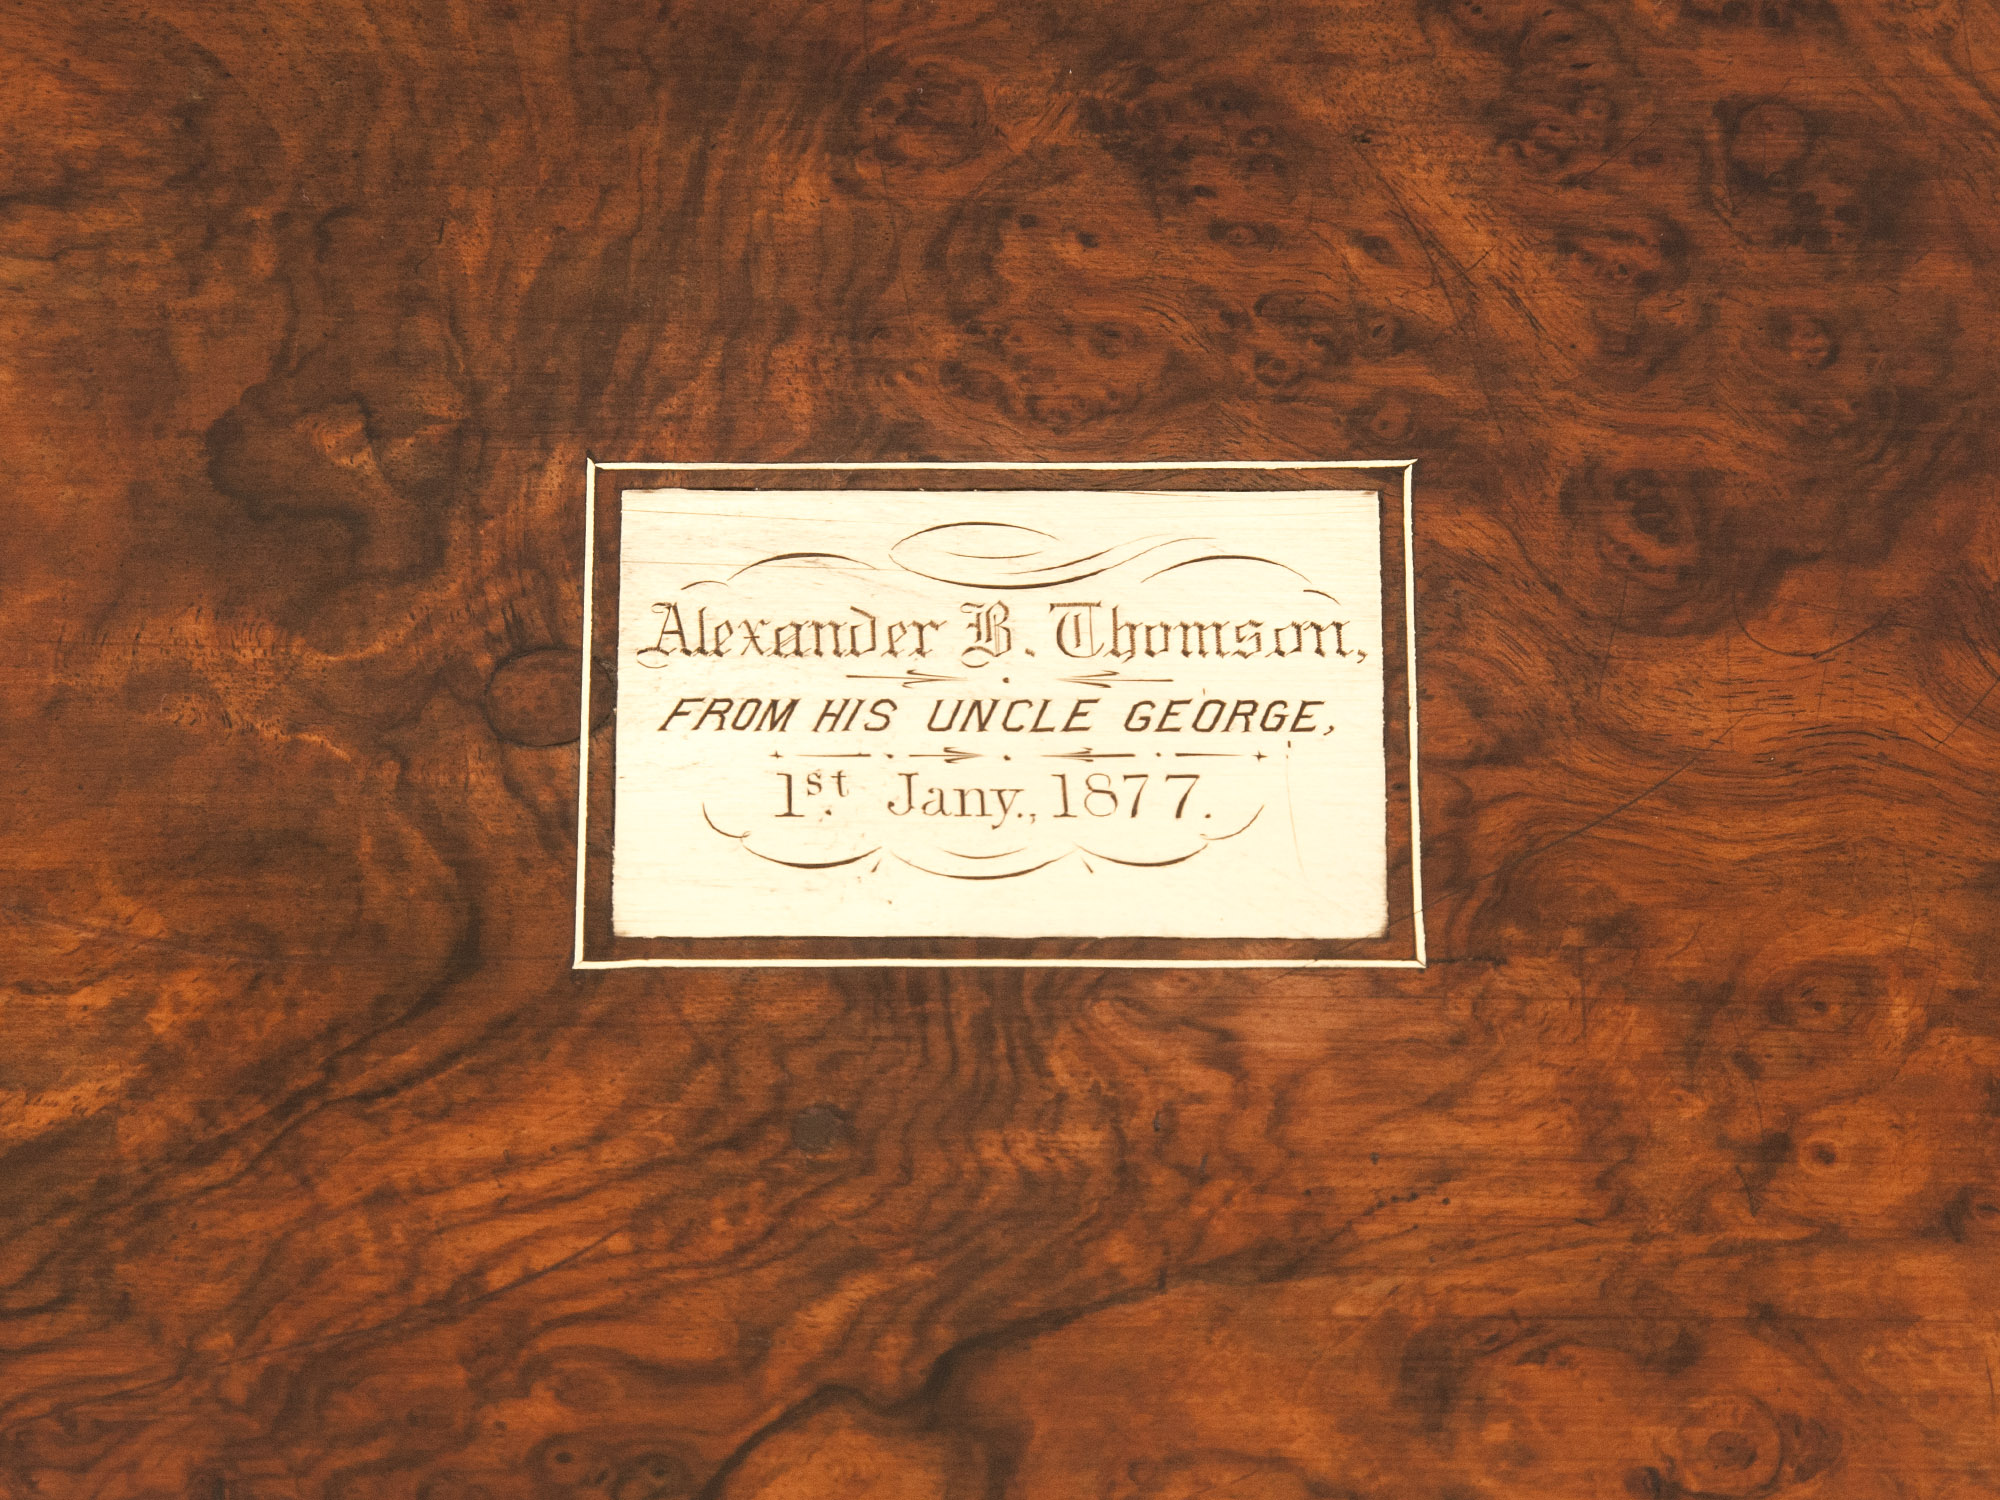 Alexander B. Thomson,
FROM HIS UNCLE GEORGE,
1st. Jany., 1877.